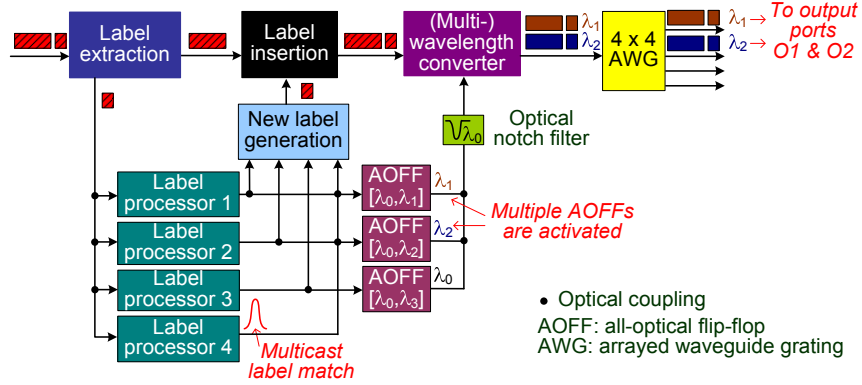 Label
extraction
Label
insertion
(Multi-)
wavelength
converter
λ1
λ2
4 x 4
AWG
λ1
λ2
To output
ports
O1 & O2
New label
generation
λ0
Optical
notch filter
Label
processor 1
AOFF
[λ0,λ1]
λ1
Label
processor 2
AOFF
[λ0,λ2]
λ2
Multiple AOFFs
are activated
Label
processor 3
AOFF
[λ0,λ3]
λ0
Label
processor 4
Multicast
label match
• Optical coupling
AOFF: all-optical flip-flop
AWG: arrayed waveguide grating